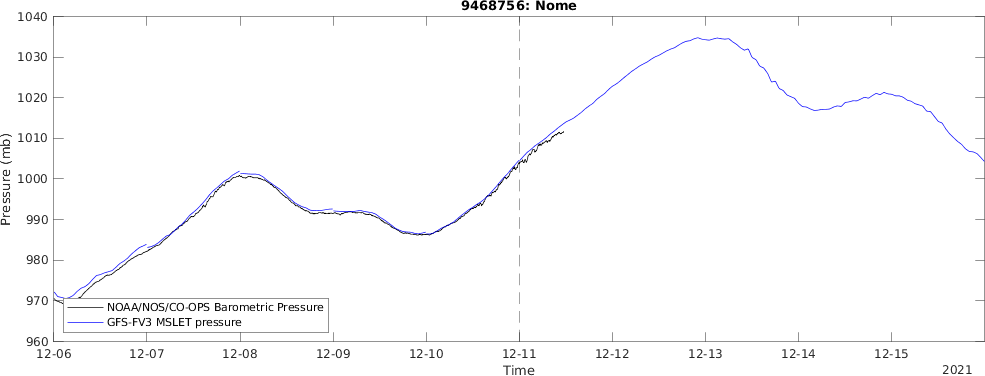 9468756: Nome
1040
1030
1020
1010
1000
990
980
970
960
Pressure (mb)
NOAA/NOS/CO-OPS Barometric Pressure
GFS-FV3 MSLET pressure
12-06 12-07 12-08 12-09 12-10 12-11 12-12 12-13 12-14 12-15
Time
2021